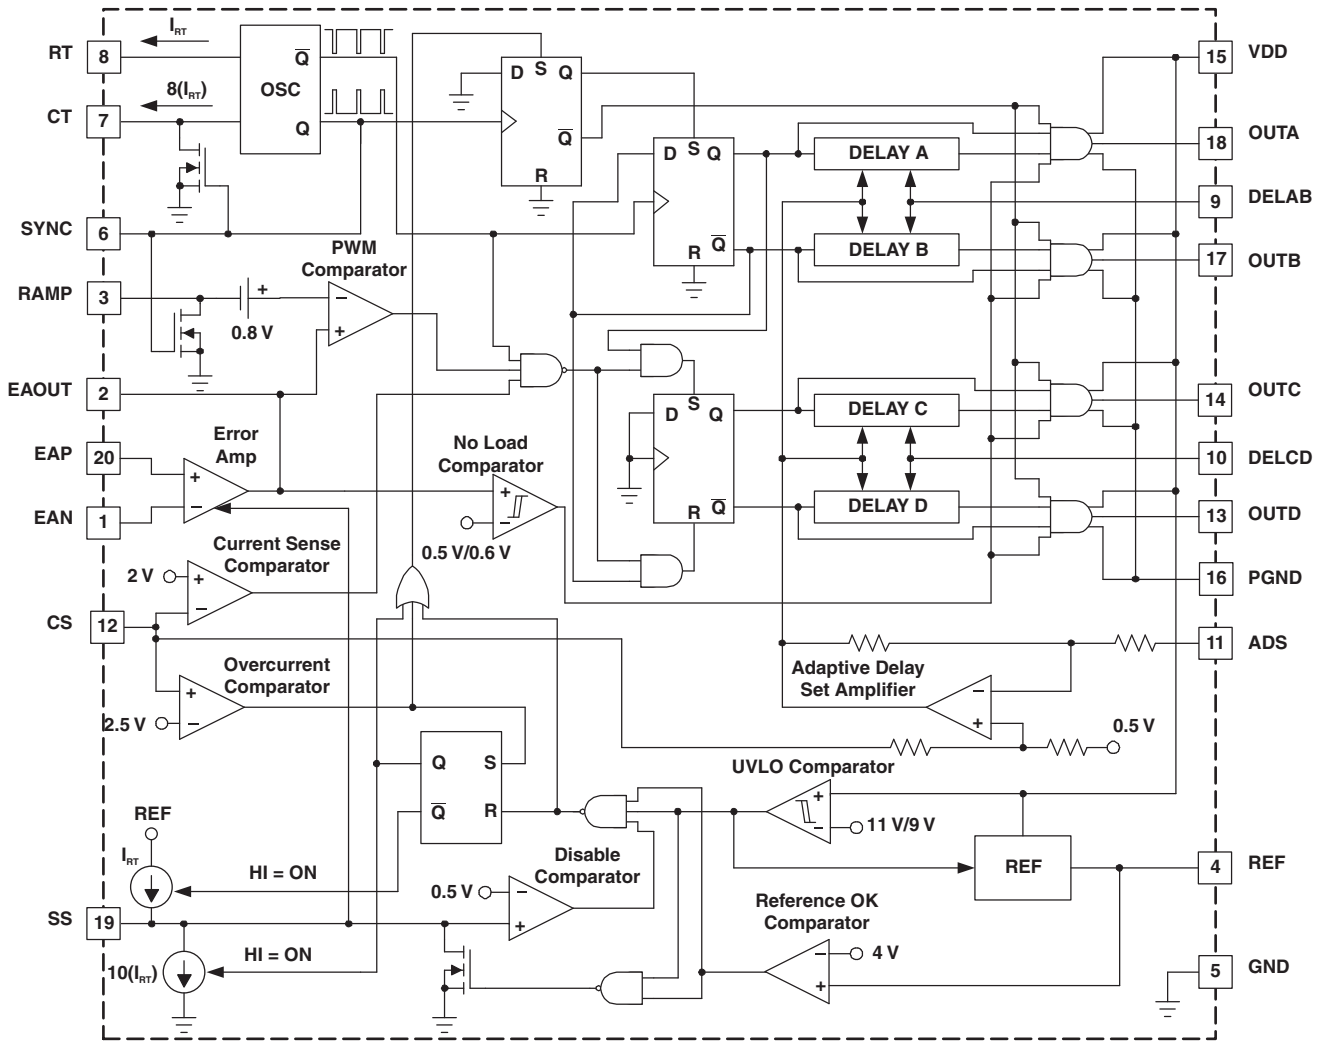 I_RT
RT 8
8(I_RT)
CT 7
OSC
Q̅
Q
D S Q
Q̅
R
15 VDD
18 OUTA
D S Q
Q̅
R
DELAY A
DELAY B
9 DELAB
17 OUTB
SYNC 6
PWM
Comparator
RAMP 3
+
0.8 V
−
+
EAOUT 2
EAP 20
EAN 1
Error
Amp
+
−
No Load
Comparator
+
−
0.5 V/0.6 V
D S Q
Q̅
R
DELAY C
DELAY D
14 OUTC
10 DELCD
13 OUTD
16 PGND
Current Sense
Comparator
2 V
+
−
CS 12
Overcurrent
Comparator
+
−
2.5 V
11 ADS
Adaptive Delay
Set Amplifier
−
+
0.5 V
Q S
Q̅ R
UVLO Comparator
+
−
11 V/9 V
REF
I_RT
HI = ON
Disable
Comparator
0.5 V
−
+
REF
4 REF
SS 19
HI = ON
10(I_RT)
Reference OK
Comparator
−
+
4 V
5 GND